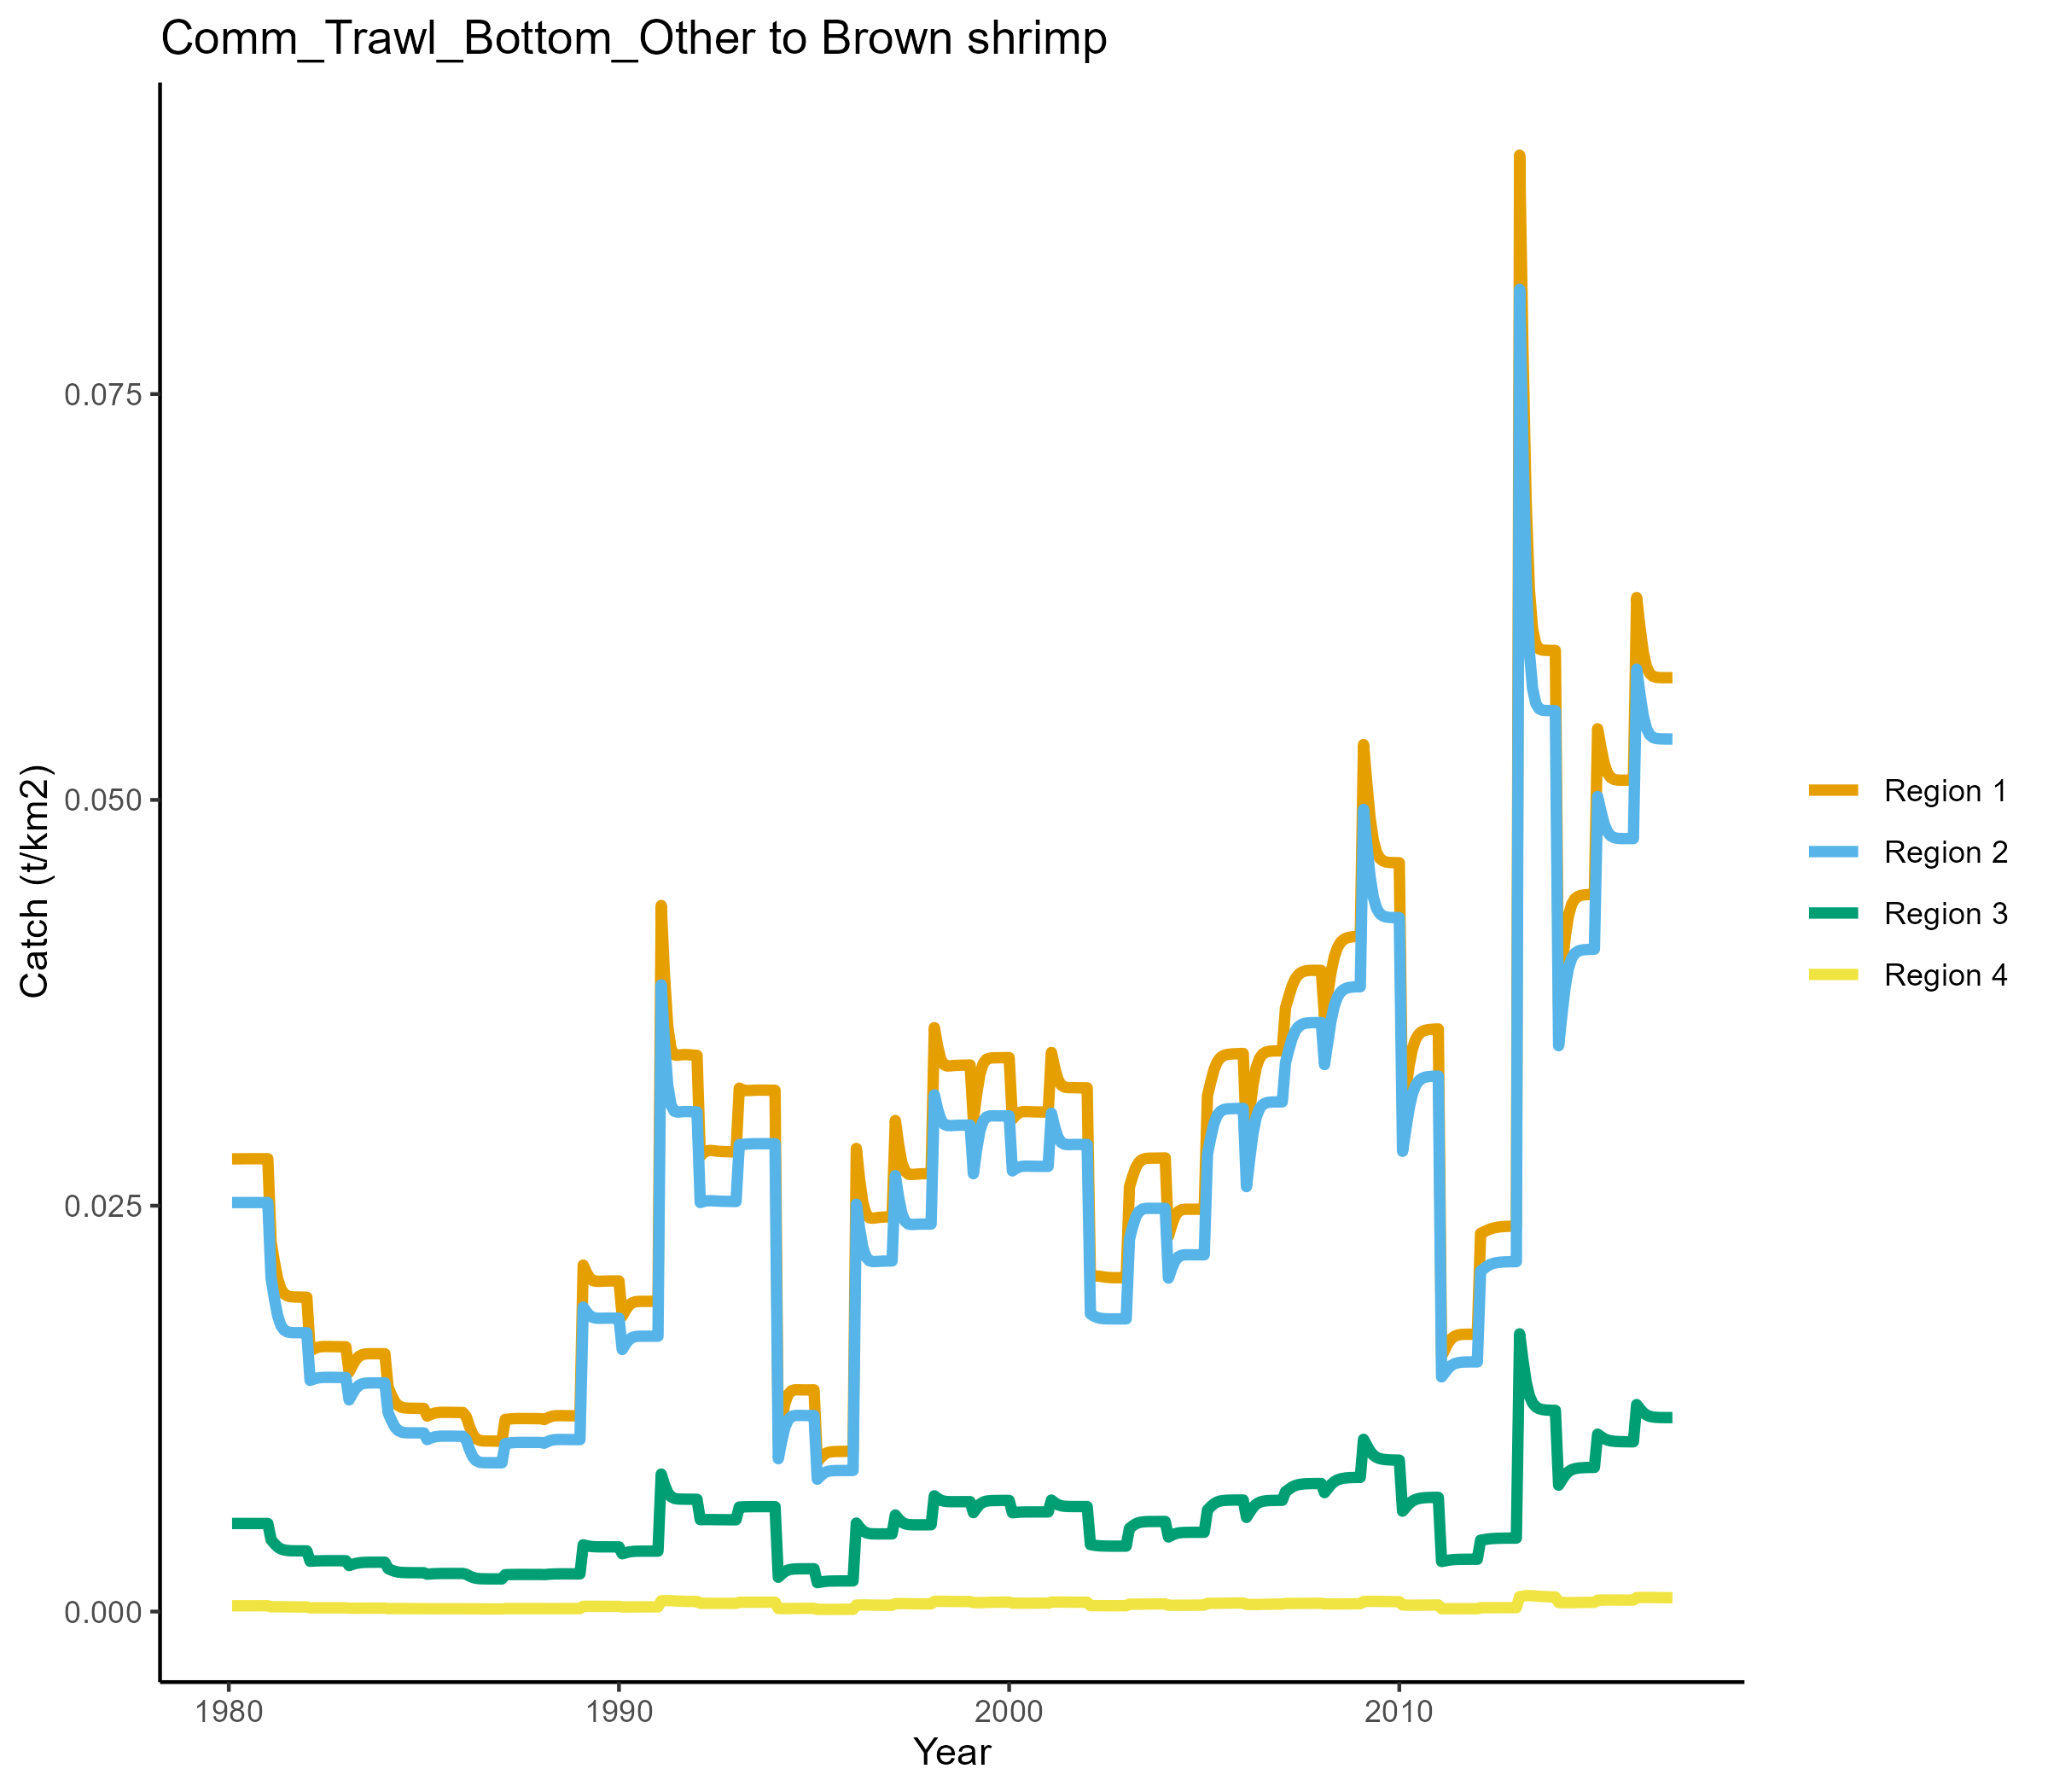 Comm_Trawl_Bottom_Other to Brown shrimp
Catch (t/km2)
0.075
0.050
0.025
0.000
1980
1990
2000
2010
Year
Region 1
Region 2
Region 3
Region 4